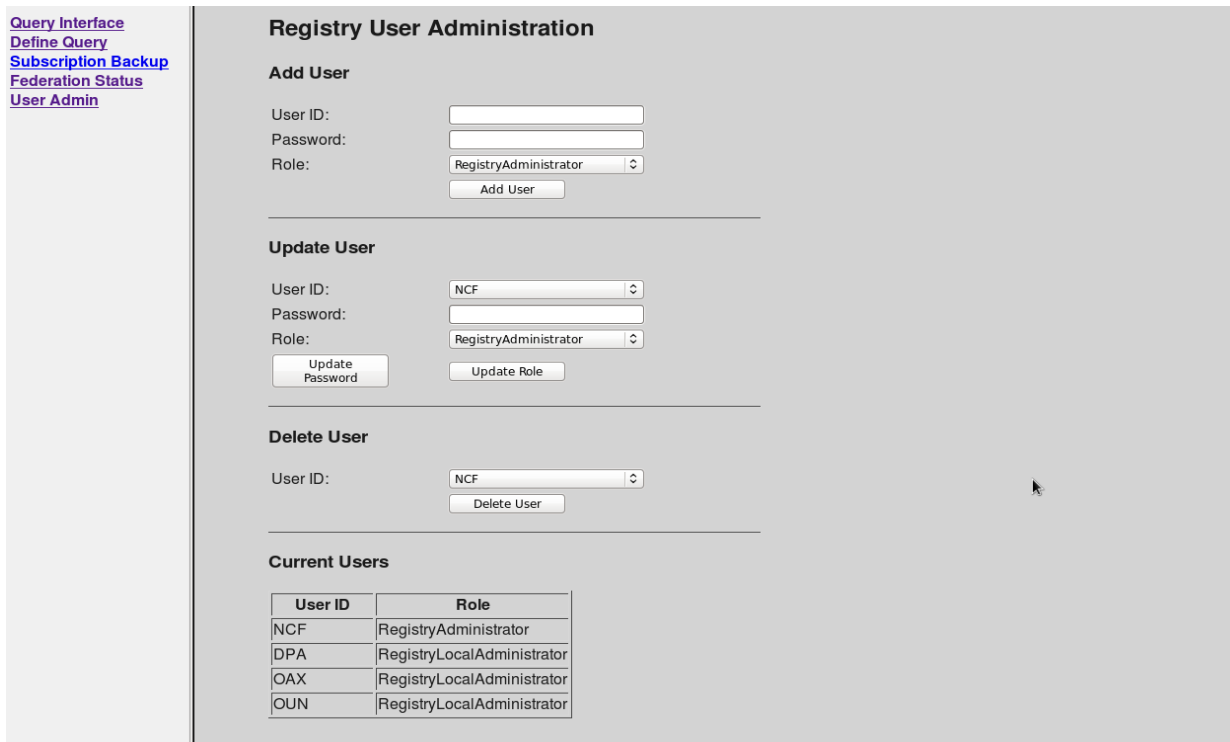 Query Interface
Define Query
Subscription Backup
Federation Status
User Admin
Registry User Administration
Add User
User ID:
Password:
Role: RegistryAdministrator
Add User
Update User
User ID: NCF
Password:
Role: RegistryAdministrator
Update
Password
Update Role
Delete User
User ID: NCF
Delete User
Current Users
User ID Role
NCF RegistryAdministrator
DPA RegistryLocalAdministrator
OAX RegistryLocalAdministrator
OUN RegistryLocalAdministrator